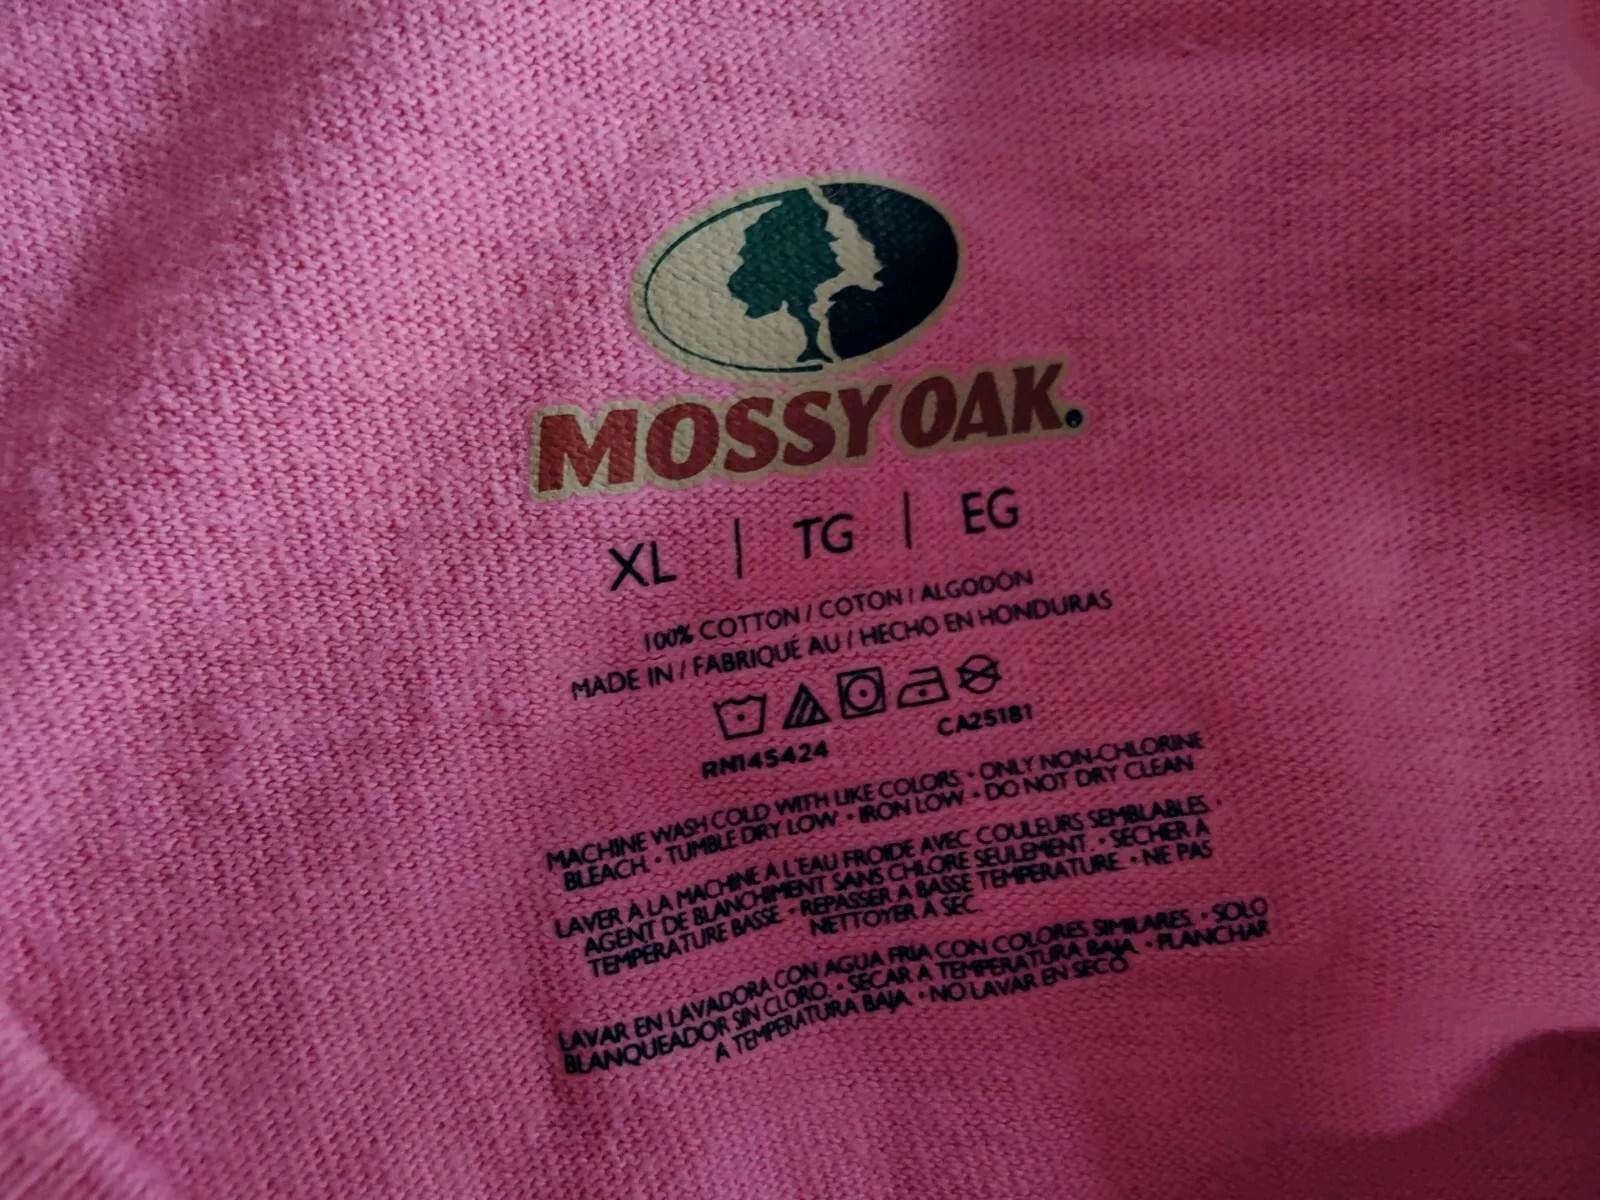 MOSSY OAK.
XL | TG | EG
100% COTTON / COTON / ALGODÓN
MADE IN / FABRIQUÉ AU / HECHO EN HONDURAS
RN145424 CA25181
MACHINE WASH COLD WITH LIKE COLORS • ONLY NON-CHLORINE
BLEACH. • TUMBLE DRY LOW • IRON LOW • DO NOT DRY CLEAN
LAVER À LA MACHINE À L'EAU FROIDE AVEC COULEURS SEMBLABLES. •
AGENT DE BLANCHIMENT SANS CHLORE SEULEMENT. • SÉCHER À
TEMPÉRATURE BASSE • REPASSER À BASSE TEMPÉRATURE. • NE PAS
NETTOYER À SEC.
LAVAR EN LAVADORA CON AGUA FRIA CON COLORES SIMILARES. • SOLO
BLANQUEADOR SIN CLORO. • SECAR A TEMPERATURA BAJA • PLANCHAR
A TEMPERATURA BAJA • NO LAVAR EN SECO